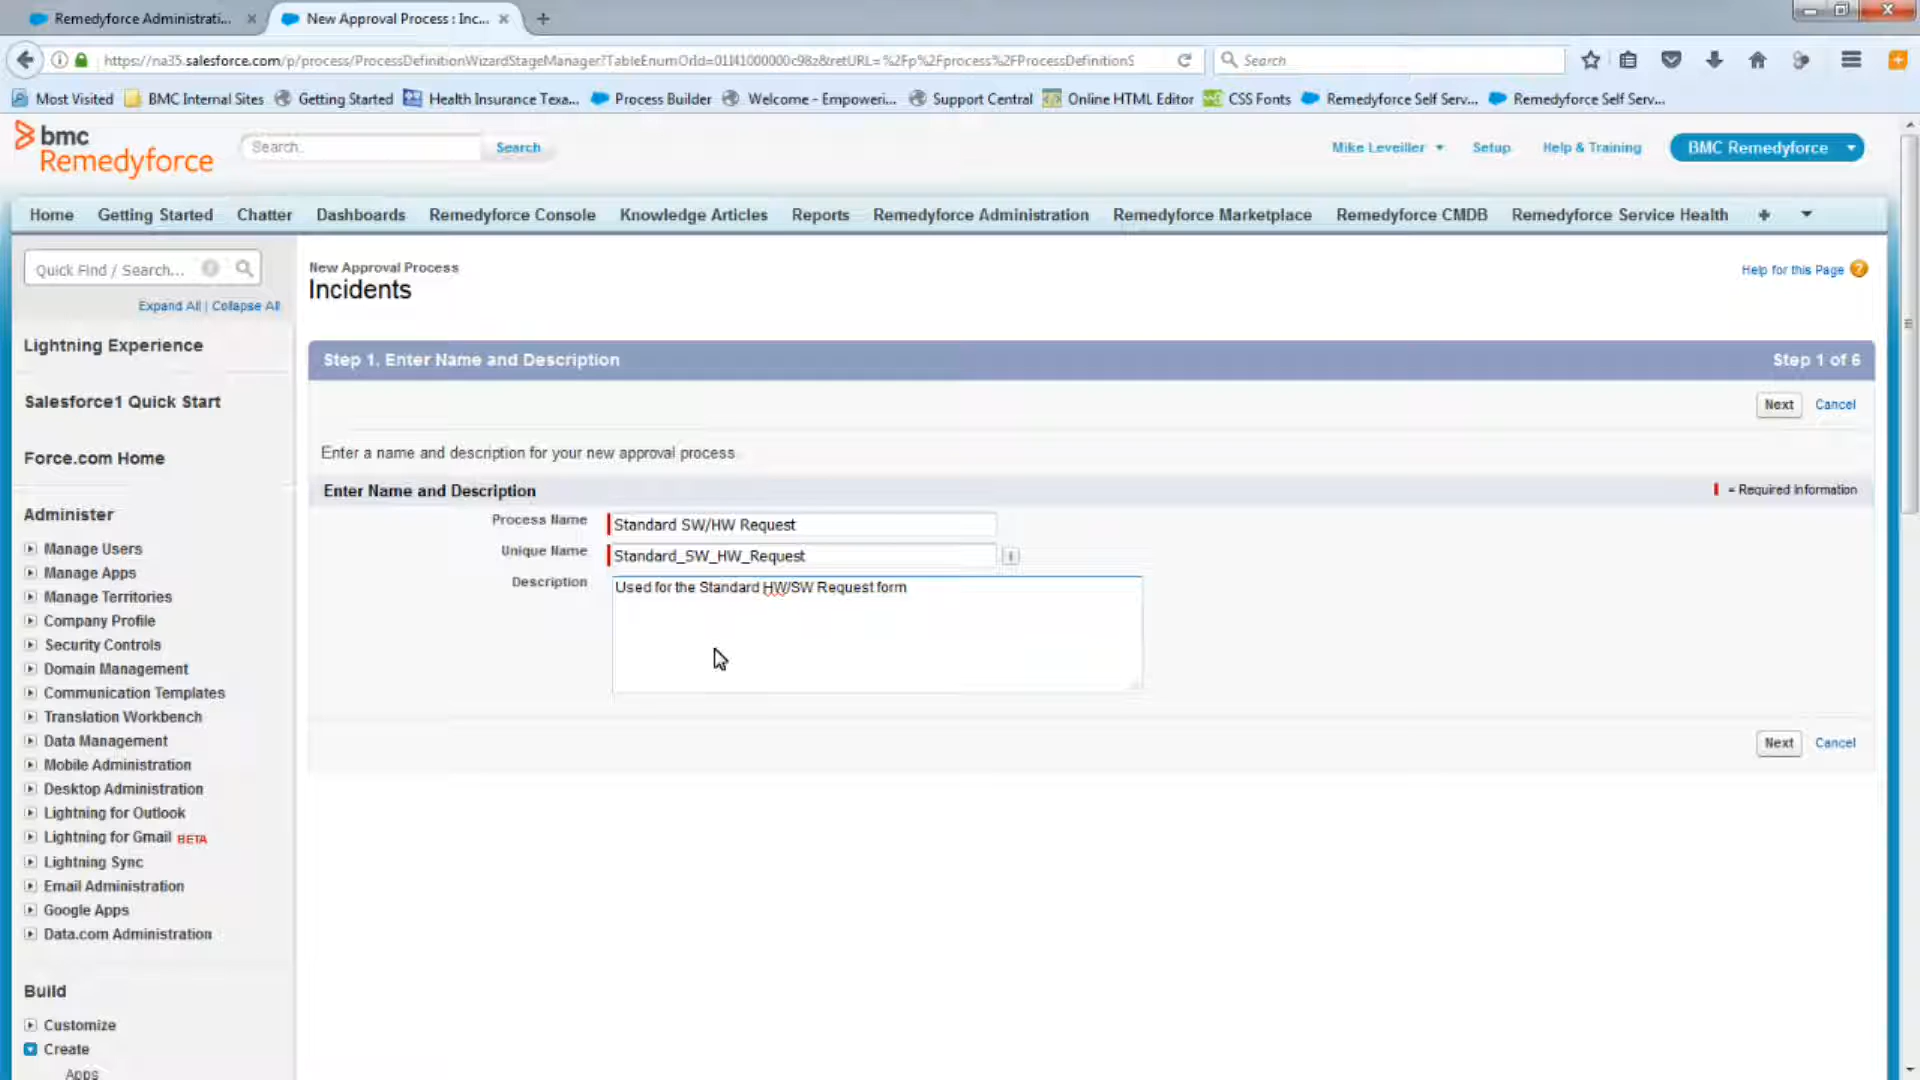 Remedyforce Administrati...
New Approval Process : Inc...
https://na35.salesforce.com/p/process/ProcessDefinitionWizardStageManager?TableEnumOrId=01I41000000c98z&retURL=%2Fp%2Fprocess%2FProcessDefinitionS
Search
Most Visited
BMC Internal Sites
Getting Started
Health Insurance Texa...
Process Builder
Welcome - Empoweri...
Support Central
Online HTML Editor
CSS Fonts
Remedyforce Self Serv...
Remedyforce Self Serv...
bmc
Remedyforce
Search..
Search
Mike Leveiller
Setup
Help & Training
BMC Remedyforce
Home
Getting Started
Chatter
Dashboards
Remedyforce Console
Knowledge Articles
Reports
Remedyforce Administration
Remedyforce Marketplace
Remedyforce CMDB
Remedyforce Service Health
Quick Find / Search...
Expand All | Collapse All
Lightning Experience
Salesforce1 Quick Start
Force.com Home
Administer
Manage Users
Manage Apps
Manage Territories
Company Profile
Security Controls
Domain Management
Communication Templates
Translation Workbench
Data Management
Mobile Administration
Desktop Administration
Lightning for Outlook
Lightning for Gmail BETA
Lightning Sync
Email Administration
Google Apps
Data.com Administration
Build
Customize
Create
Apps
New Approval Process
Incidents
Help for this Page
Step 1. Enter Name and Description
Step 1 of 6
Next
Cancel
Enter a name and description for your new approval process
Enter Name and Description
= Required Information
Process Name
Standard SW/HW Request
Unique Name
Standard_SW_HW_Request
Description
Used for the Standard HW/SW Request form
Next
Cancel